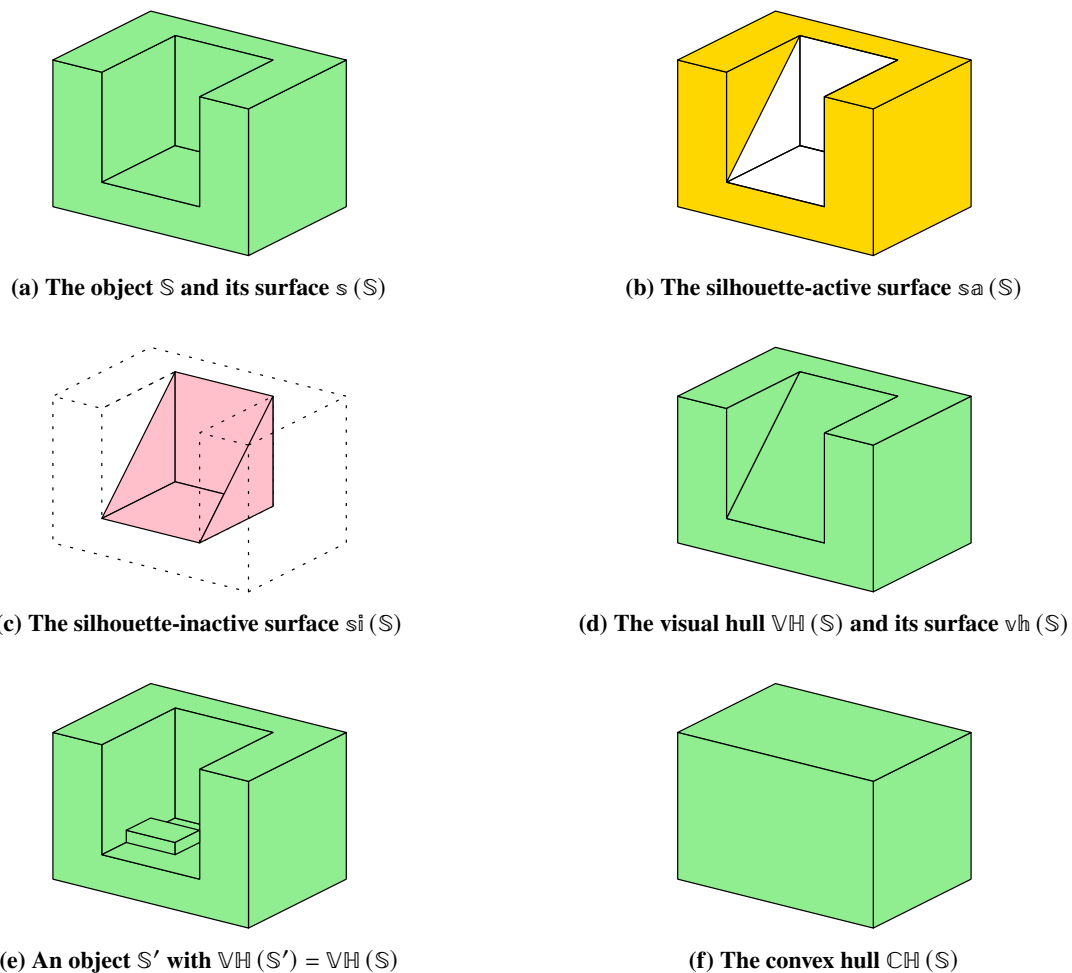 (a) The object 𝕊 and its surface 𝕤 (𝕊)
(b) The silhouette-active surface 𝕤𝕒 (𝕊)
c) The silhouette-inactive surface 𝕤𝕚 (𝕊)
(d) The visual hull 𝕍ℍ (𝕊) and its surface 𝕧𝕙 (𝕊)
(e) An object 𝕊′ with 𝕍ℍ (𝕊′) = 𝕍ℍ (𝕊)
(f) The convex hull ℂℍ (𝕊)